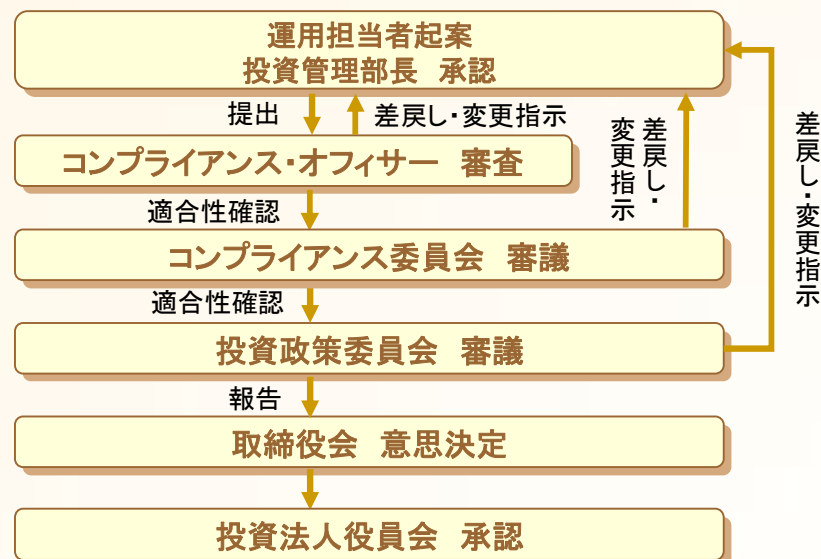 運用担当者起案
投資管理部長　承認
提出
差戻し・変更指示
コンプライアンス・オフィサー　審査
差戻し・
変更指示
差戻し・変更指示
適合性確認
コンプライアンス委員会　審議
適合性確認
投資政策委員会　審議
報告
取締役会　意思決定
投資法人役員会　承認